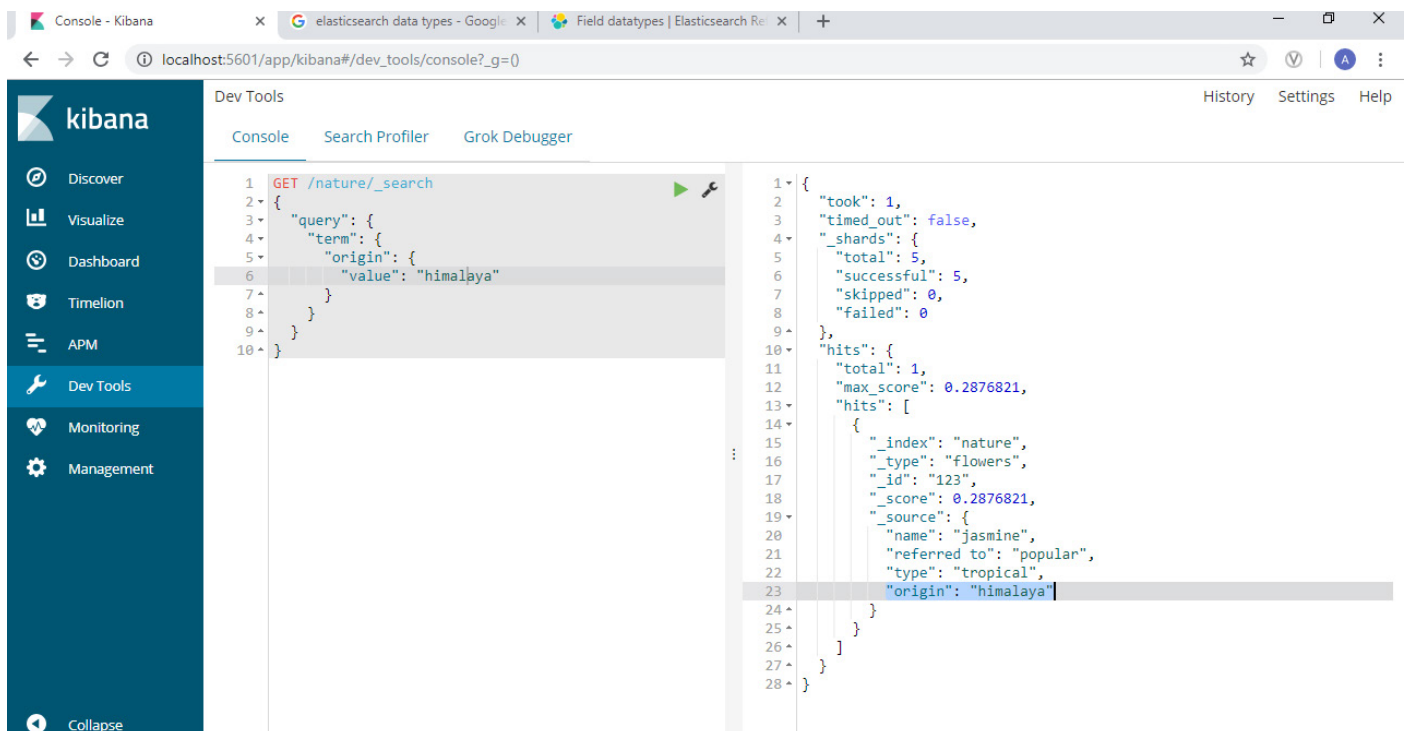 Console - Kibana
elasticsearch data types - Google
Field datatypes | Elasticsearch Re
localhost:5601/app/kibana#/dev_tools/console?_g=()
A
kibana
Discover
Visualize
Dashboard
Timelion
APM
Dev Tools
Monitoring
Management
Collapse
Dev Tools
History Settings Help
Console Search Profiler Grok Debugger
1 GET /nature/_search
2 {
3 "query": {
4 "term": {
5 "origin": {
6 "value": "himalaya"
7 }
8 }
9 }
10 }
1 {
2 "took": 1,
3 "timed_out": false,
4 "_shards": {
5 "total": 5,
6 "successful": 5,
7 "skipped": 0,
8 "failed": 0
9 },
10 "hits": {
11 "total": 1,
12 "max_score": 0.2876821,
13 "hits": [
14 {
15 "_index": "nature",
16 "_type": "flowers",
17 "_id": "123",
18 "_score": 0.2876821,
19 "_source": {
20 "name": "jasmine",
21 "referred to": "popular",
22 "type": "tropical",
23 "origin": "himalaya"
24 }
25 }
26 ]
27 }
28 }